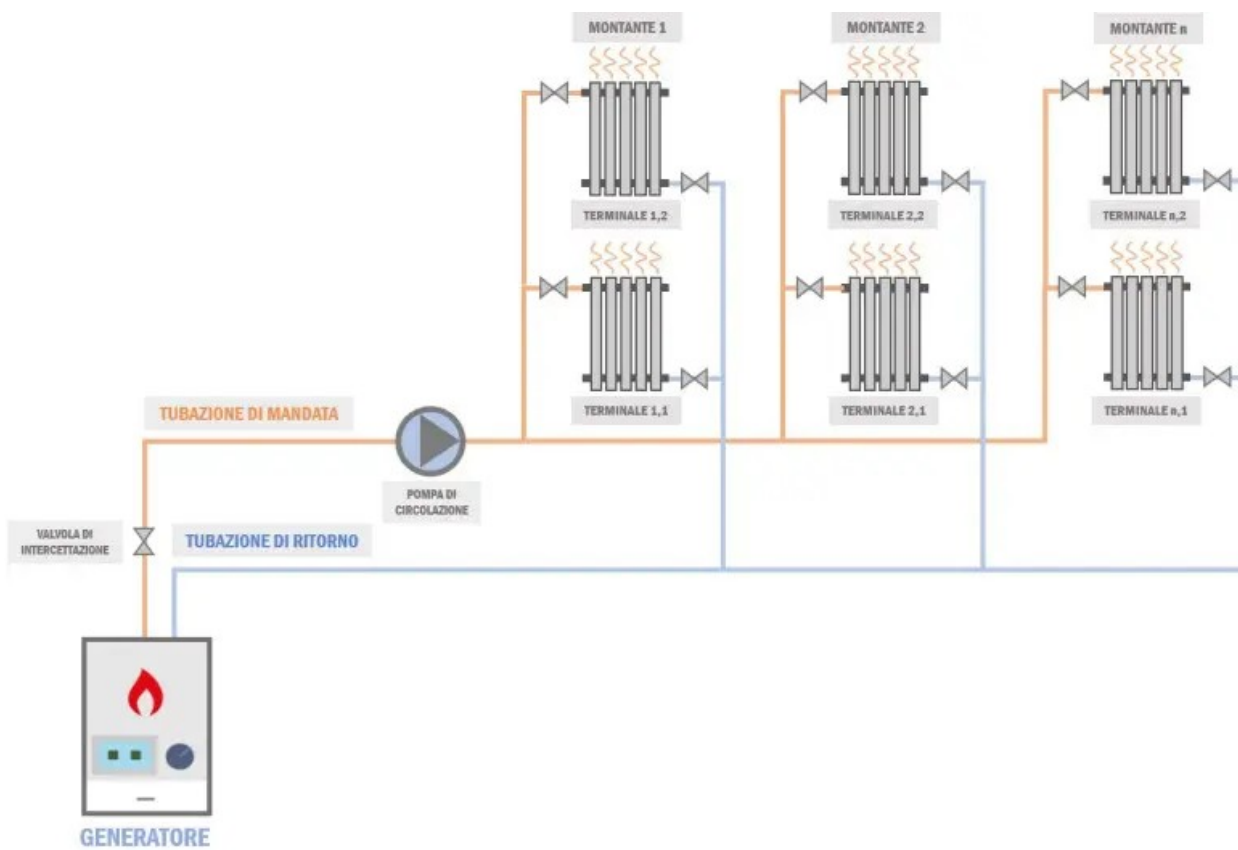 MONTANTE 1
MONTANTE 2
MONTANTE n
TERMINALE 1,2
TERMINALE 2,2
TERMINALE n,2
TERMINALE 1,1
TERMINALE 2,1
TERMINALE n,1
TUBAZIONE DI MANDATA
POMPA DI
CIRCOLAZIONE
VALVOLA DI
INTERCETTAZIONE
TUBAZIONE DI RITORNO
GENERATORE